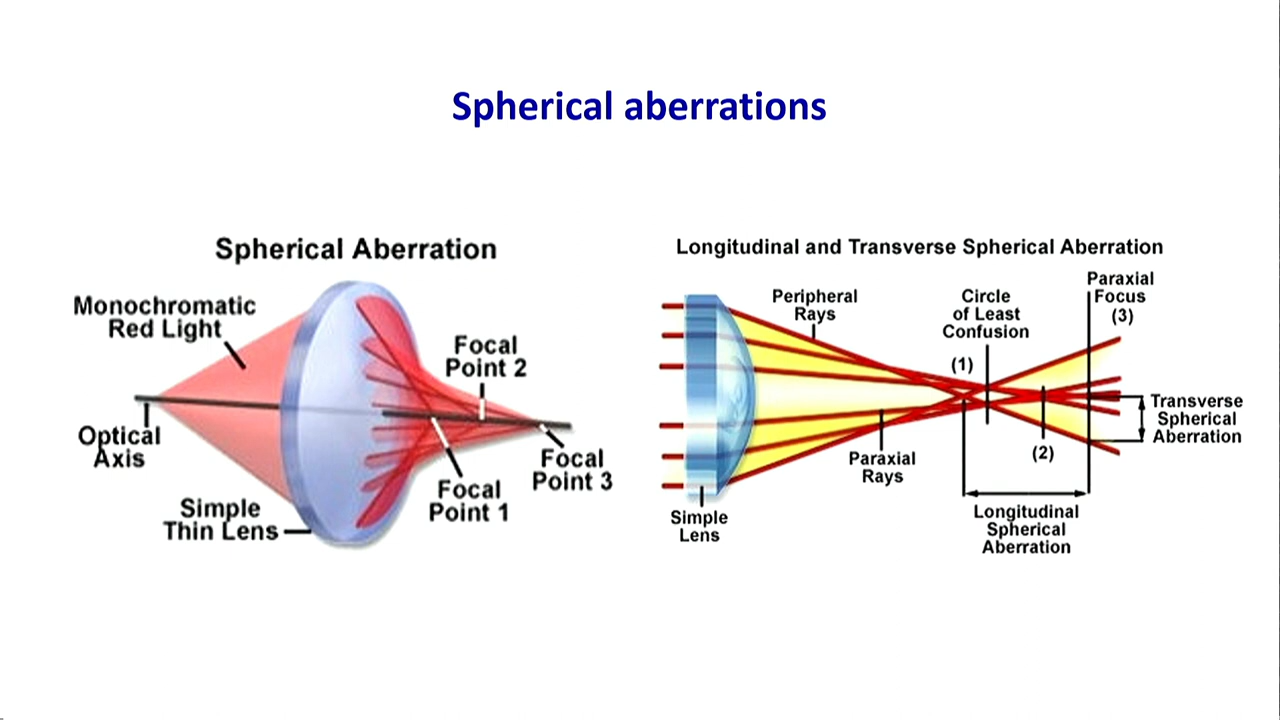 Spherical aberrations
Spherical Aberration
Monochromatic
Red Light
Focal
Point 2
Optical
Axis
Focal
Point 3
Focal
Point 1
Simple
Thin Lens
Longitudinal and Transverse Spherical Aberration
Peripheral
Rays
Circle
of Least
Confusion
Paraxial
Focus
(3)
(1)
Transverse
Spherical
Aberration
(2)
Paraxial
Rays
Simple
Lens
Longitudinal
Spherical
Aberration